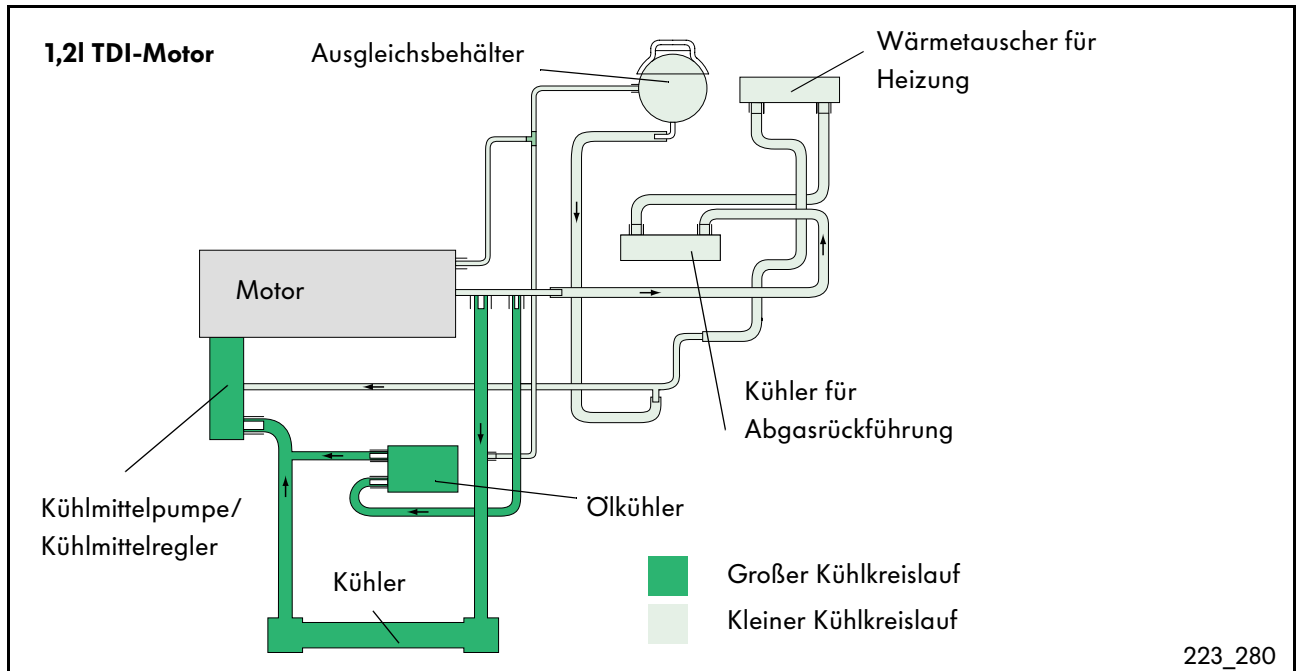 1,2l TDI-Motor
Ausgleichsbehälter
Wärmetauscher für
Heizung
Motor
Kühler für
Abgasrückführung
Kühlmittelpumpe/
Kühlmittelregler
Ölkühler
Kühler
Großer Kühlkreislauf
Kleiner Kühlkreislauf
223_280